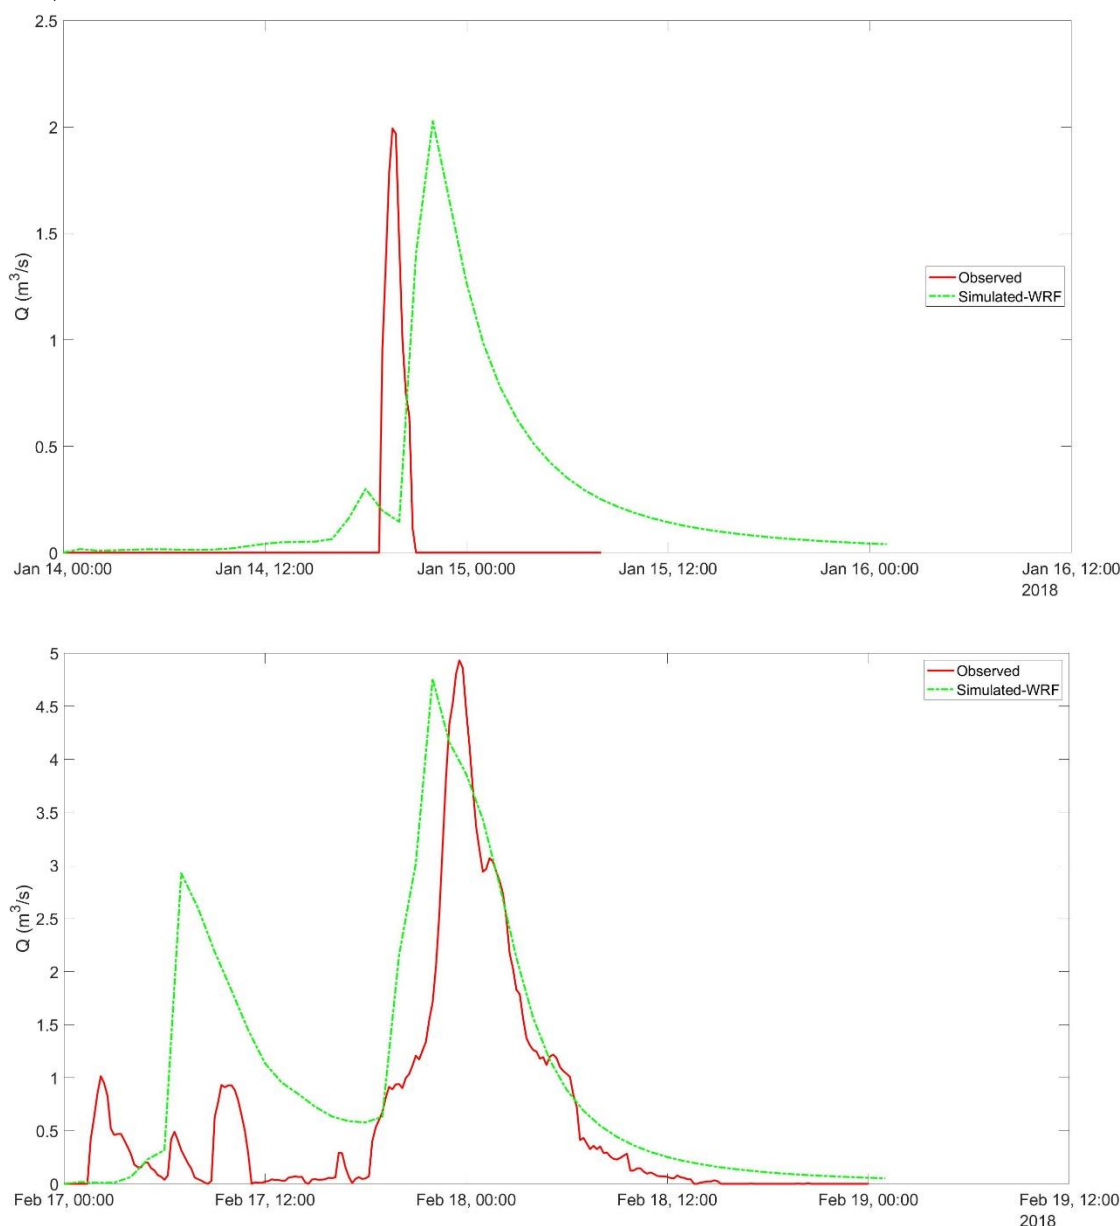 2.5
2
1.5
1
0.5
0
Q (m³/s)
Observed
Simulated-WRF
Jan 14, 00:00 Jan 14, 12:00 Jan 15, 00:00 Jan 15, 12:00 Jan 16, 00:00 Jan 16, 12:00
2018
5
4.5
4
3.5
3
2.5
2
1.5
1
0.5
0
Q (m³/s)
Observed
Simulated-WRF
Feb 17, 00:00 Feb 17, 12:00 Feb 18, 00:00 Feb 18, 12:00 Feb 19, 00:00 Feb 19, 12:00
2018